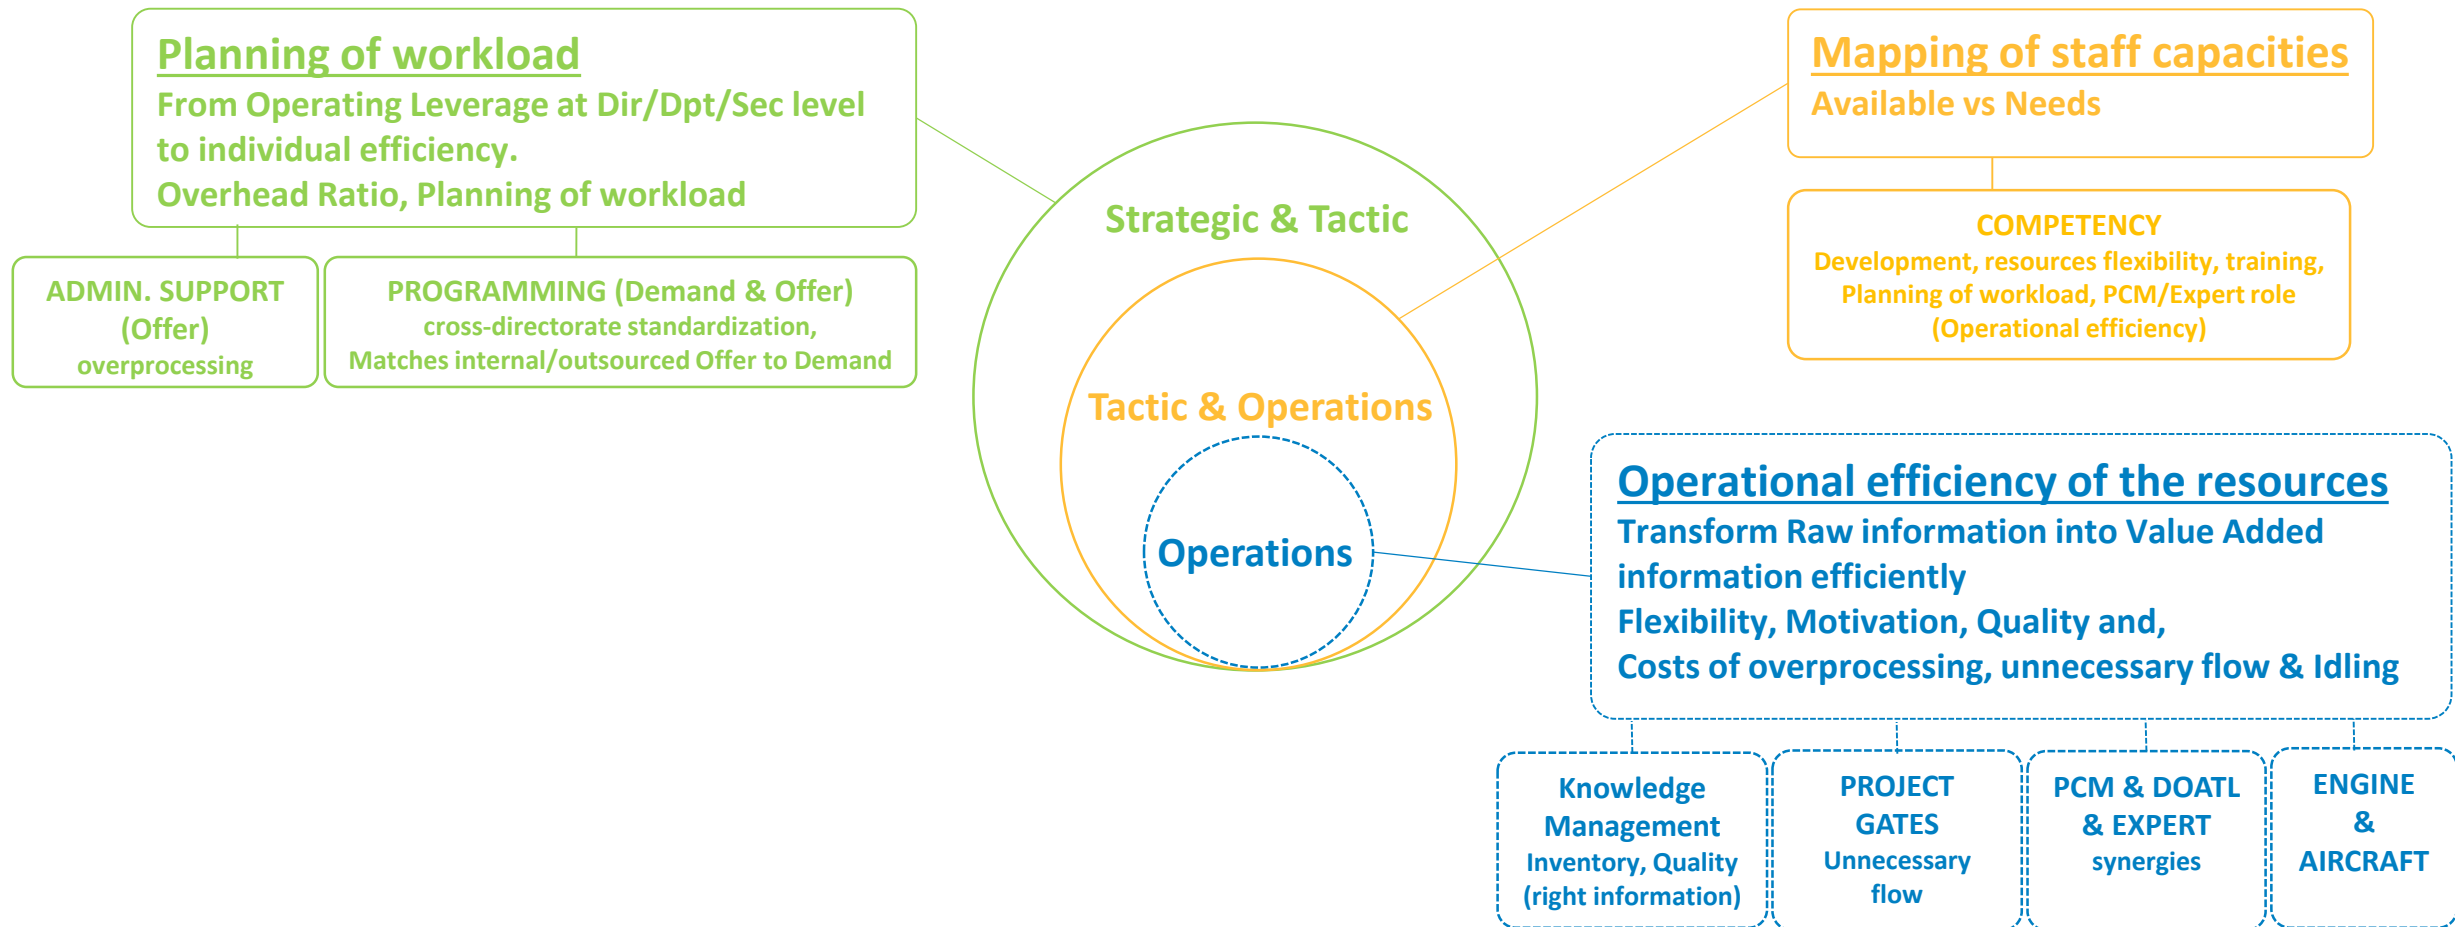 Planning of workload
From Operating Leverage at Dir/Dpt/Sec level
to individual efficiency.
Overhead Ratio, Planning of workload
ADMIN. SUPPORT
(Offer)
overprocessing
PROGRAMMING (Demand & Offer)
cross-directorate standardization,
Matches internal/outsourced Offer to Demand
Strategic & Tactic
Tactic & Operations
Operations
Mapping of staff capacities
Available vs Needs
COMPETENCY
Development, resources flexibility, training,
Planning of workload, PCM/Expert role
(Operational efficiency)
Operational efficiency of the resources
Transform Raw information into Value Added
information efficiently
Flexibility, Motivation, Quality and,
Costs of overprocessing, unnecessary flow & Idling
Knowledge
Management
Inventory, Quality
(right information)
PROJECT
GATES
Unnecessary
flow
PCM & DOATL
& EXPERT
synergies
ENGINE
&
AIRCRAFT